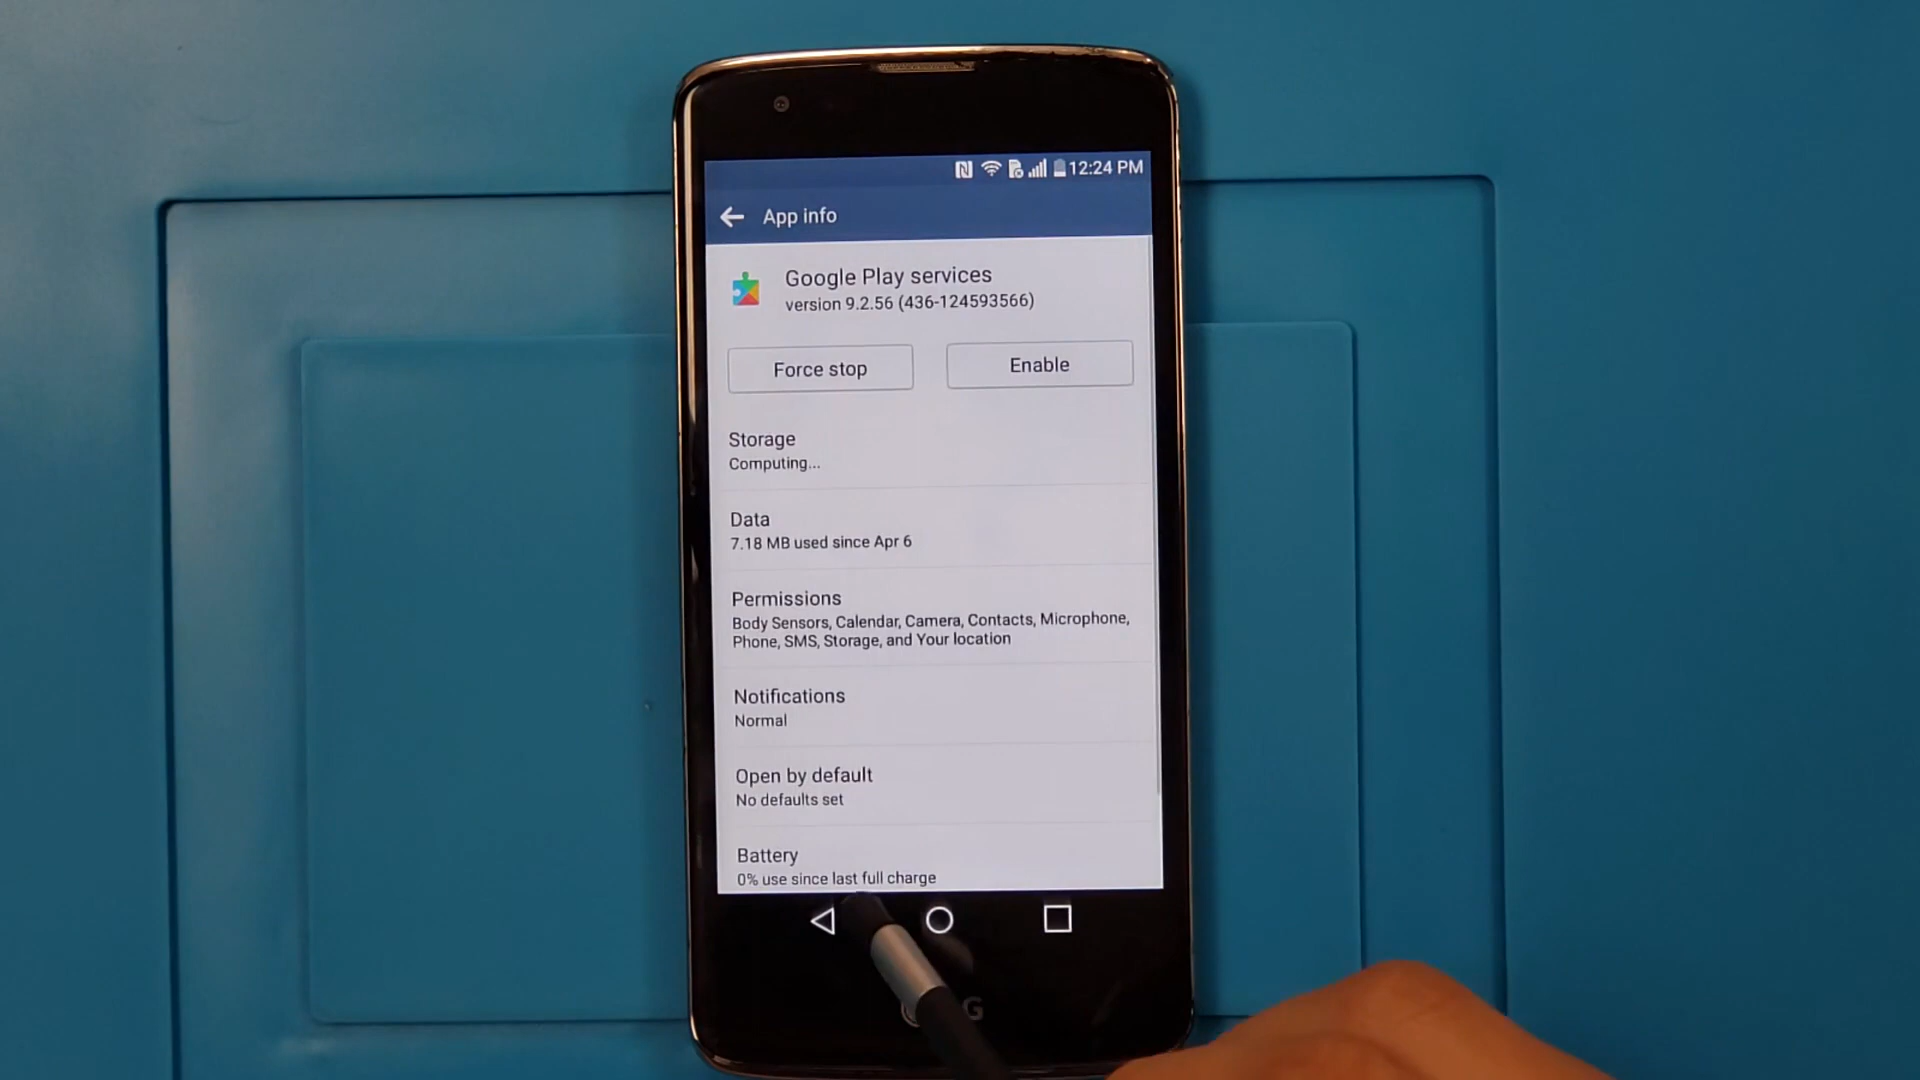 12:24 PM
App info
Google Play services
version 9.2.56 (436-124593566)
Force stop
Enable
Storage
Computing...
Data
7.18 MB used since Apr 6
Permissions
Body Sensors, Calendar, Camera, Contacts, Microphone,
Phone, SMS, Storage, and Your location
Notifications
Normal
Open by default
No defaults set
Battery
0% use since last full charge
G